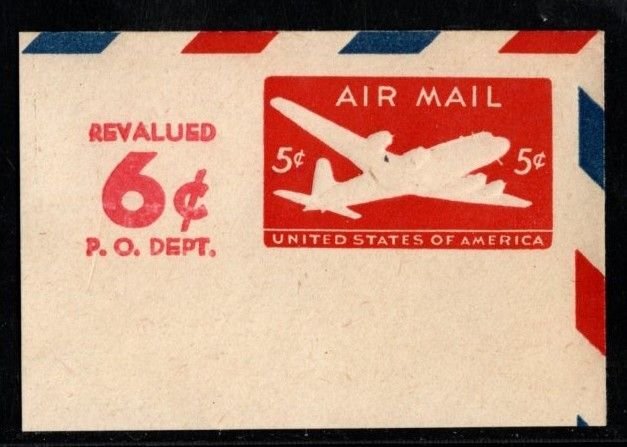 REVALUED
6¢
P. O. DEPT.
AIR MAIL
5¢ 5¢
UNITED STATES OF AMERICA